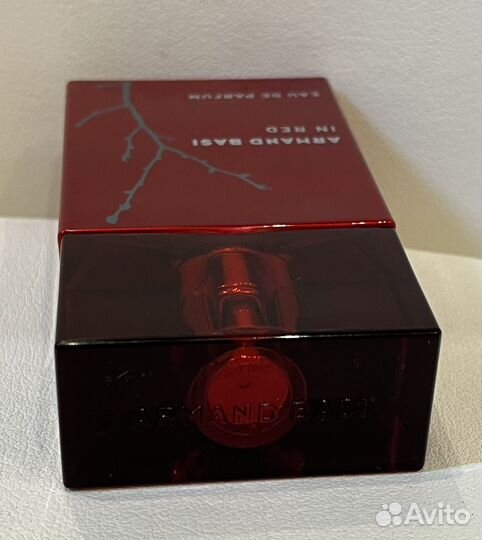 EAU DE PARFUM
IN RED
ARMAND BASI
ARMAND BASI
Avito